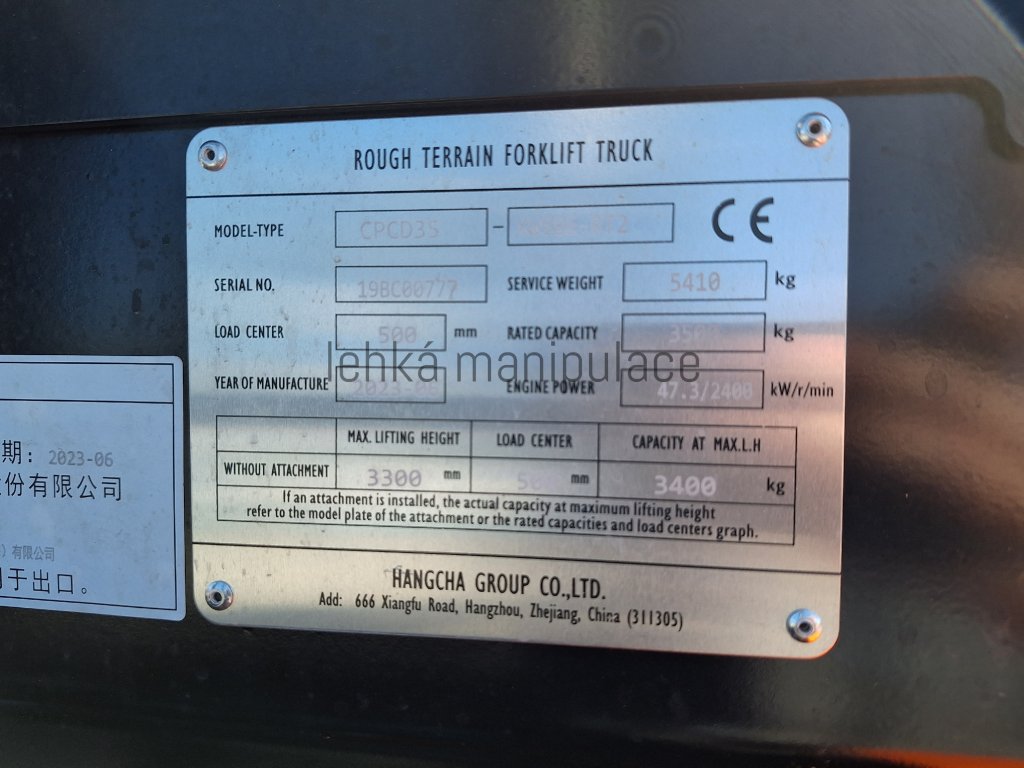 ROUGH TERRAIN FORKLIFT TRUCK
MODEL-TYPE CPCD35 - CE
SERIAL NO. 19BC00777 SERVICE WEIGHT 5410 kg
LOAD CENTER 500 mm RATED CAPACITY kg
lehká manipulace
YEAR OF MANUFACTURE ENGINE POWER 47.3/2400 kW/r/min
MAX. LIFTING HEIGHT LOAD CENTER CAPACITY AT MAX.L.H
WITHOUT ATTACHMENT 3300 mm mm 3400 kg
If an attachment is installed, the actual capacity at maximum lifting height
refer to the model plate of the attachment or the rated capacities and load centers graph.
HANGCHA GROUP CO.,LTD.
Add: 666 Xiangfu Road, Hangzhou, Zhejiang, China (311305)
期: 2023-06
份有限公司
有限公司
于出口。